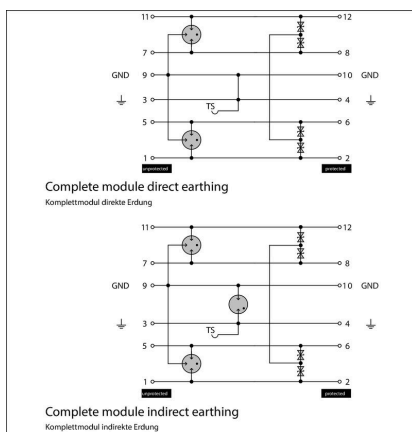 11 12
7 8
GND 9 10 GND
3 4
TS
5 6
1 2
unprotected protected
Complete module direct earthing
Komplettmodul direkte Erdung
11 12
7 8
GND 9 10 GND
3 4
TS
5 6
1 2
unprotected protected
Complete module indirect earthing
Komplettmodul indirekte Erdung